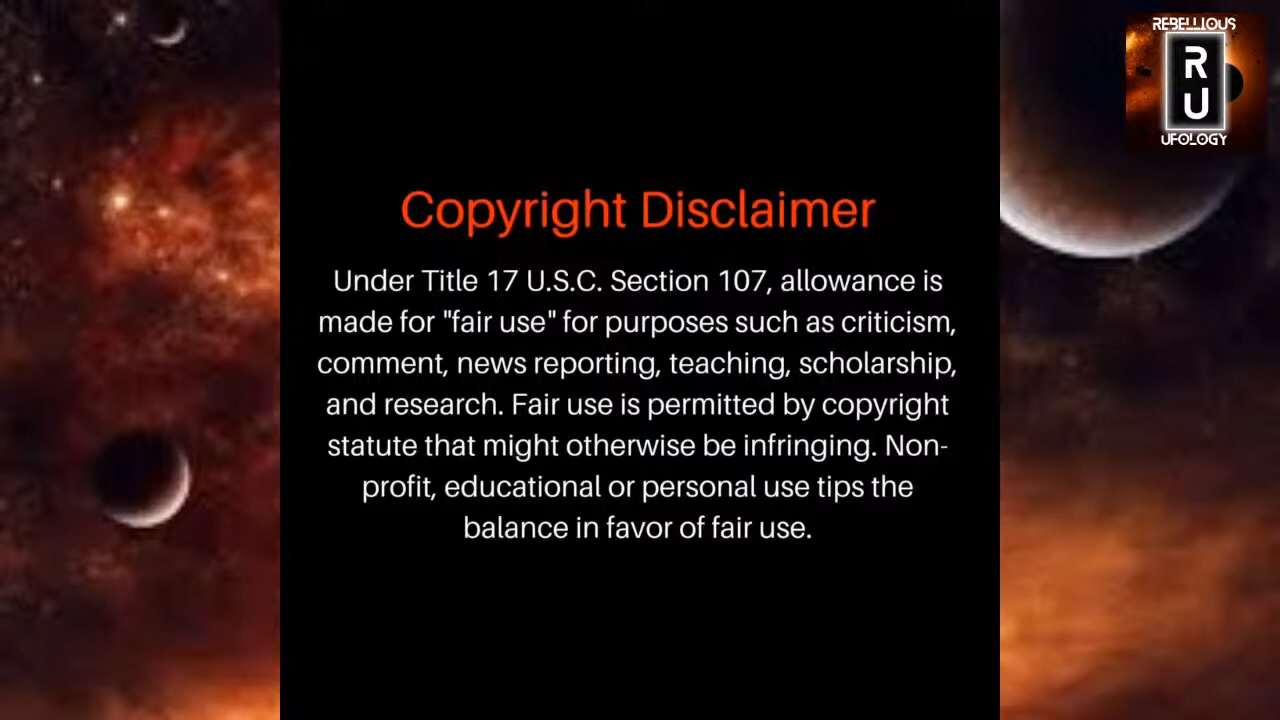 REBELLIOUS
R
U
UFOLOGY
Copyright Disclaimer
Under Title 17 U.S.C. Section 107, allowance is
made for "fair use" for purposes such as criticism,
comment, news reporting, teaching, scholarship,
and research. Fair use is permitted by copyright
statute that might otherwise be infringing. Non-
profit, educational or personal use tips the
balance in favor of fair use.